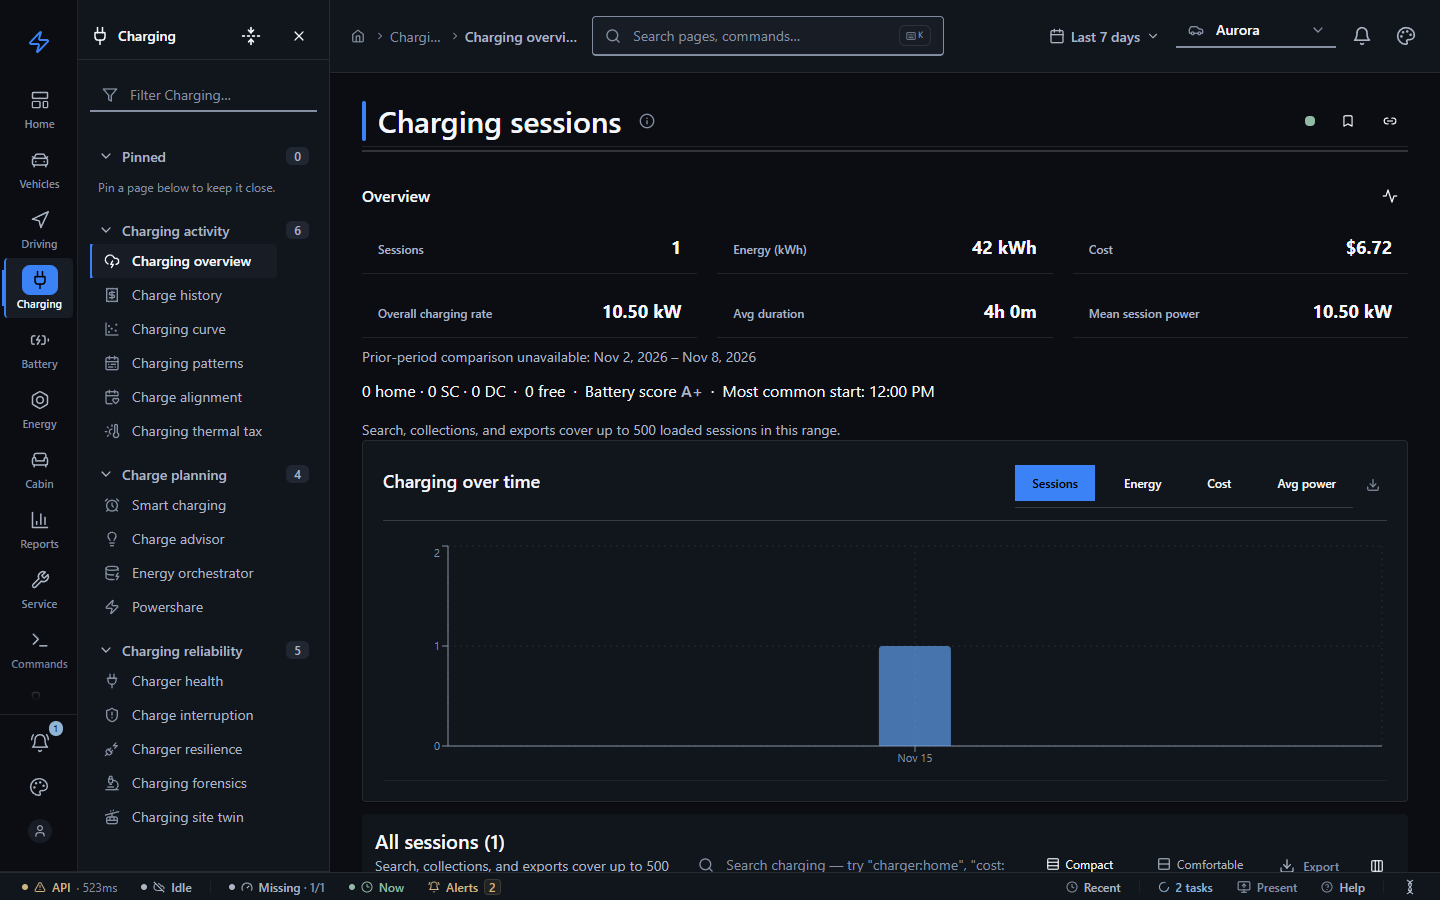 Home
Vehicles
Driving
Charging
Battery
Energy
Cabin
Reports
Service
Commands
1
Charging
Filter Charging...
Pinned 0
Pin a page below to keep it close.
Charging activity 6
Charging overview
Charge history
Charging curve
Charging patterns
Charge alignment
Charging thermal tax
Charge planning 4
Smart charging
Charge advisor
Energy orchestrator
Powershare
Charging reliability 5
Charger health
Charge interruption
Charger resilience
Charging forensics
Charging site twin
Chargi... Charging overvi...
Search pages, commands... K
Last 7 days
Aurora
Charging sessions
Overview
Sessions 1
Energy (kWh) 42 kWh
Cost $6.72
Overall charging rate 10.50 kW
Avg duration 4h 0m
Mean session power 10.50 kW
Prior-period comparison unavailable: Nov 2, 2026 – Nov 8, 2026
0 home · 0 SC · 0 DC · 0 free · Battery score A+ · Most common start: 12:00 PM
Search, collections, and exports cover up to 500 loaded sessions in this range.
Charging over time
Sessions Energy Cost Avg power
2
1
0
Nov 15
All sessions (1)
Search, collections, and exports cover up to 500
Search charging — try "charger:home", "cost:
Compact Comfortable Export
API · 523ms Idle Missing · 1/1 Now Alerts 2
Recent 2 tasks Present Help